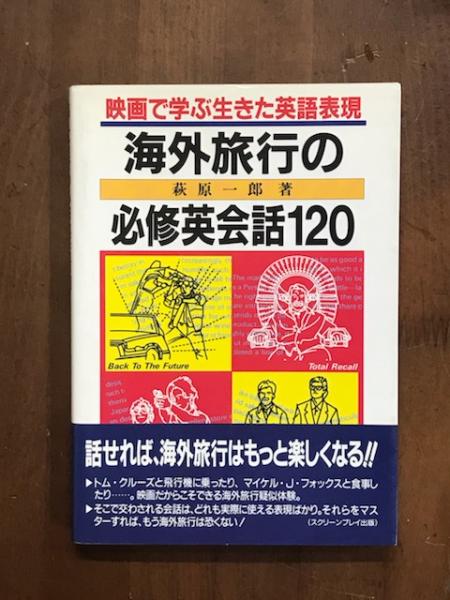 映画で学ぶ生きた英語表現
海外旅行の
萩原一郎著
必修英会話120
Back To The Future
Total Recall
話せれば、海外旅行はもっと楽しくなる!!
▶トム・クルーズと飛行機に乗ったり、マイケル・J・フォックスと食事し
たり……。映画だからこそできる海外旅行疑似体験。
▶そこで交わされる会話は、どれも実際に使える表現ばかり。それらをマス
ターすれば、もう海外旅行は恐くない!
(スクリーンプレイ出版)